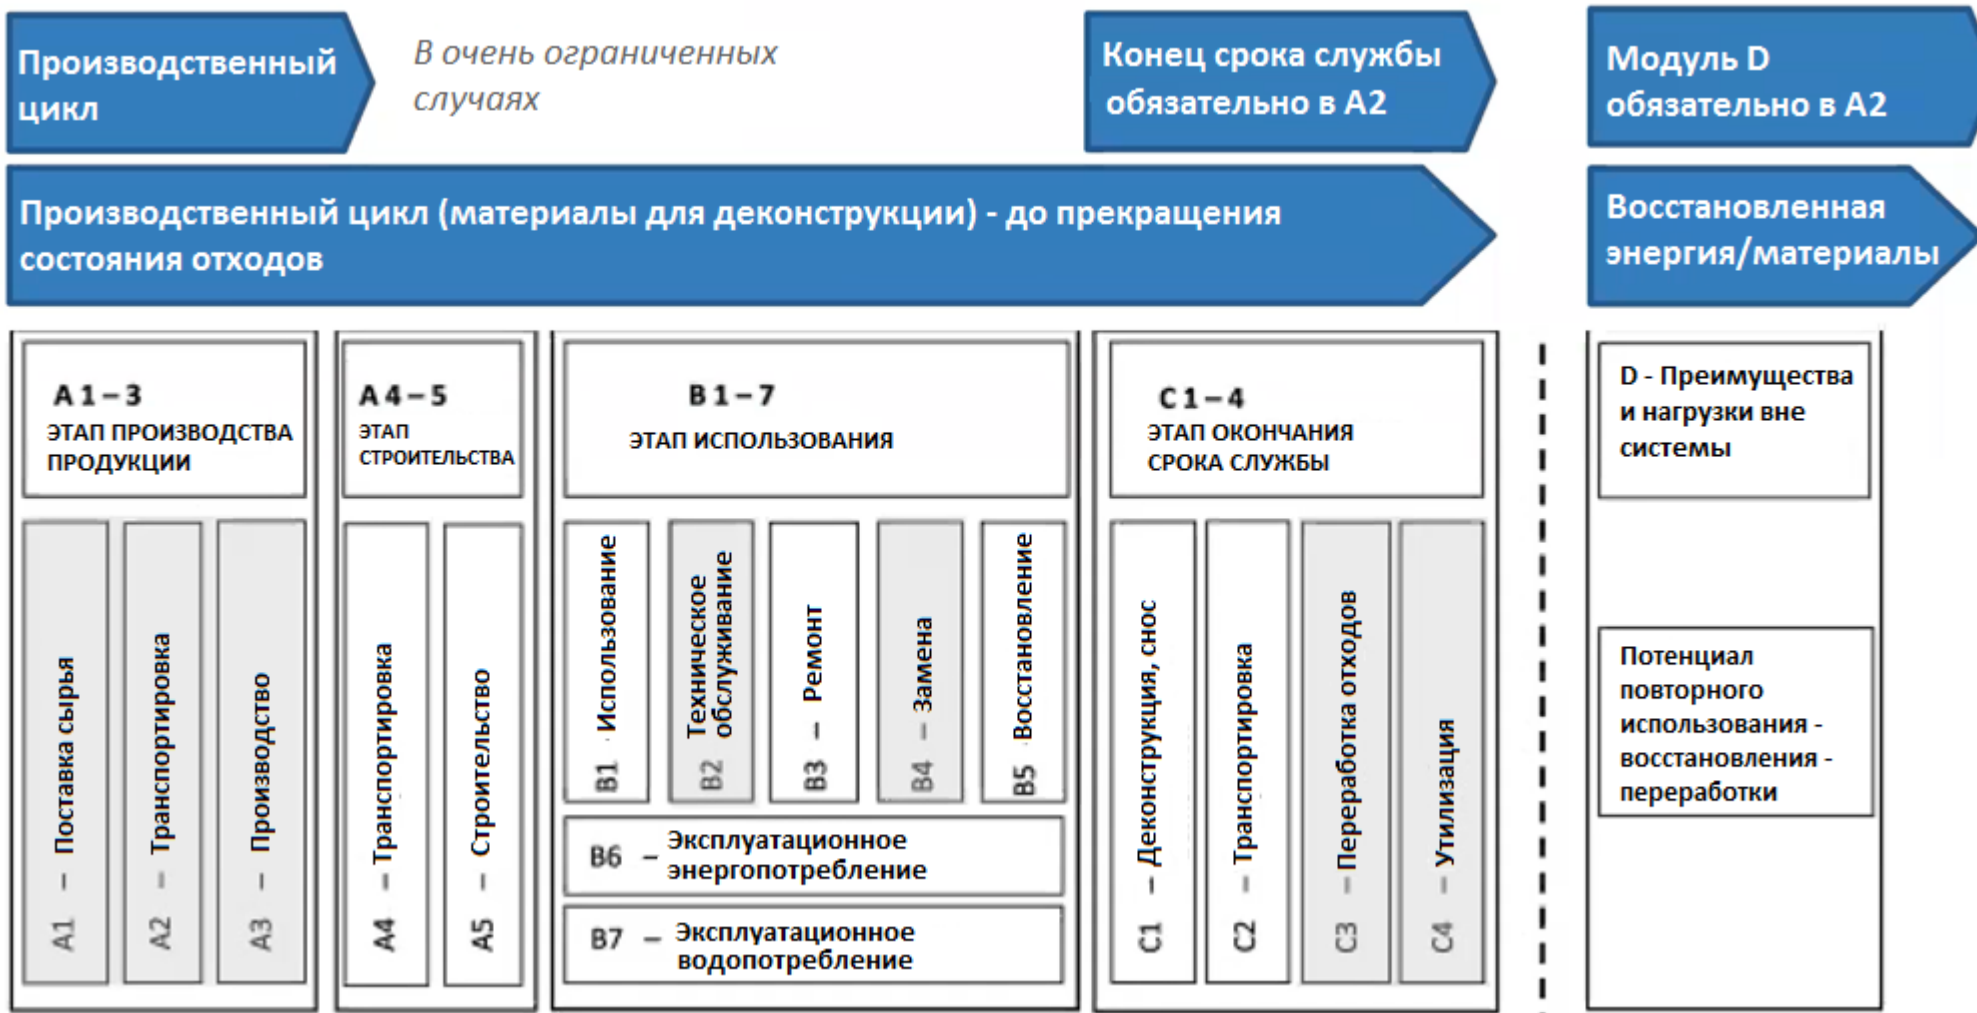 Производственный
цикл
В очень ограниченных
случаях
Конец срока службы
обязательно в А2
Модуль D
обязательно в А2
Производственный цикл (материалы для деконструкции) - до прекращения
состояния отходов
Восстановленная
энергия/материалы
А 1 – 3
ЭТАП ПРОИЗВОДСТВА
ПРОДУКЦИИ
А 4 – 5
ЭТАП
СТРОИТЕЛЬСТВА
В 1 – 7
ЭТАП ИСПОЛЬЗОВАНИЯ
С 1 – 4
ЭТАП ОКОНЧАНИЯ
СРОКА СЛУЖБЫ
D - Преимущества
и нагрузки вне
системы
А1 – Поставка сырья
А2 – Транспортировка
А3 – Производство
А4 – Транспортировка
А5 – Строительство
В1 Использование
В2 Техническое
обслуживание
В3 – Ремонт
В4 – Замена
В5 Восстановление
В6 – Эксплуатационное
энергопотребление
В7 – Эксплуатационное
водопотребление
С1 – Деконструкция, снос
С2 – Транспортировка
С3 – Переработка отходов
С4 – Утилизация
Потенциал
повторного
использования -
восстановления -
переработки